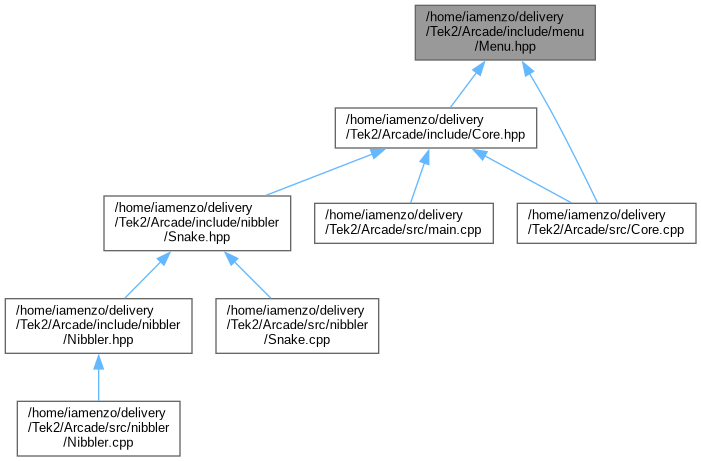 /home/iamenzo/delivery
/Tek2/Arcade/include/menu
/Menu.hpp
/home/iamenzo/delivery
/Tek2/Arcade/include/Core.hpp
/home/iamenzo/delivery
/Tek2/Arcade/include/nibbler
/Snake.hpp
/home/iamenzo/delivery
/Tek2/Arcade/src/main.cpp
/home/iamenzo/delivery
/Tek2/Arcade/src/Core.cpp
/home/iamenzo/delivery
/Tek2/Arcade/include/nibbler
/Nibbler.hpp
/home/iamenzo/delivery
/Tek2/Arcade/src/nibbler
/Snake.cpp
/home/iamenzo/delivery
/Tek2/Arcade/src/nibbler
/Nibbler.cpp